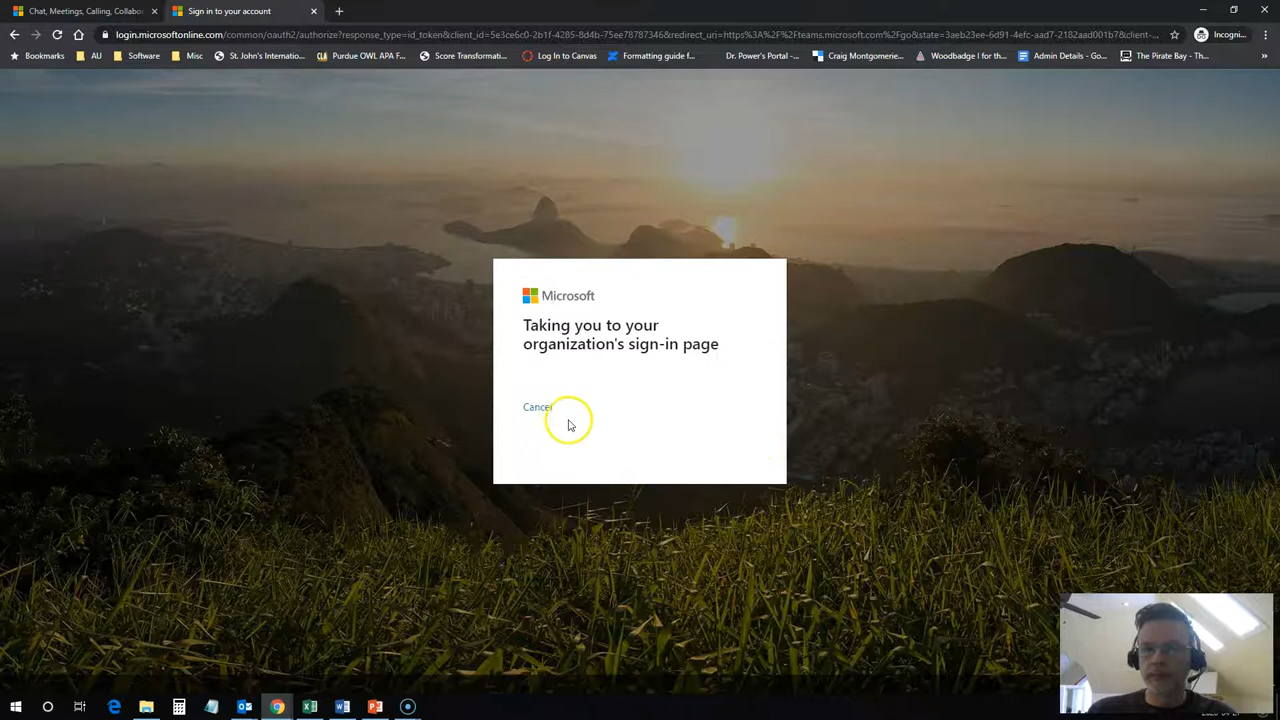 Chat, Meetings, Calling, Collabo
Sign in to your account
login.microsoftonline.com/common/oauth2/authorize?response_type=id_token&client_id=5e3ce6c0-2b1f-4285-8d4b-75ee78787346&redirect_uri=https%3A%2F%2Fteams.microsoft.com%2Fgo&state=3aeb23ee-6d91-4efc-aad7-2182aad001b7&client-...
Incogni...
Bookmarks
AU
Software
Misc
St. John's Internatio...
Purdue OWL APA F...
Score Transformati...
Log In to Canvas
Formatting guide f...
Dr. Power's Portal -...
Craig Montgomerie...
Woodbadge I for th...
Admin Details - Go...
The Pirate Bay - Th...
Microsoft
Taking you to your
organization's sign-in page
Cancel